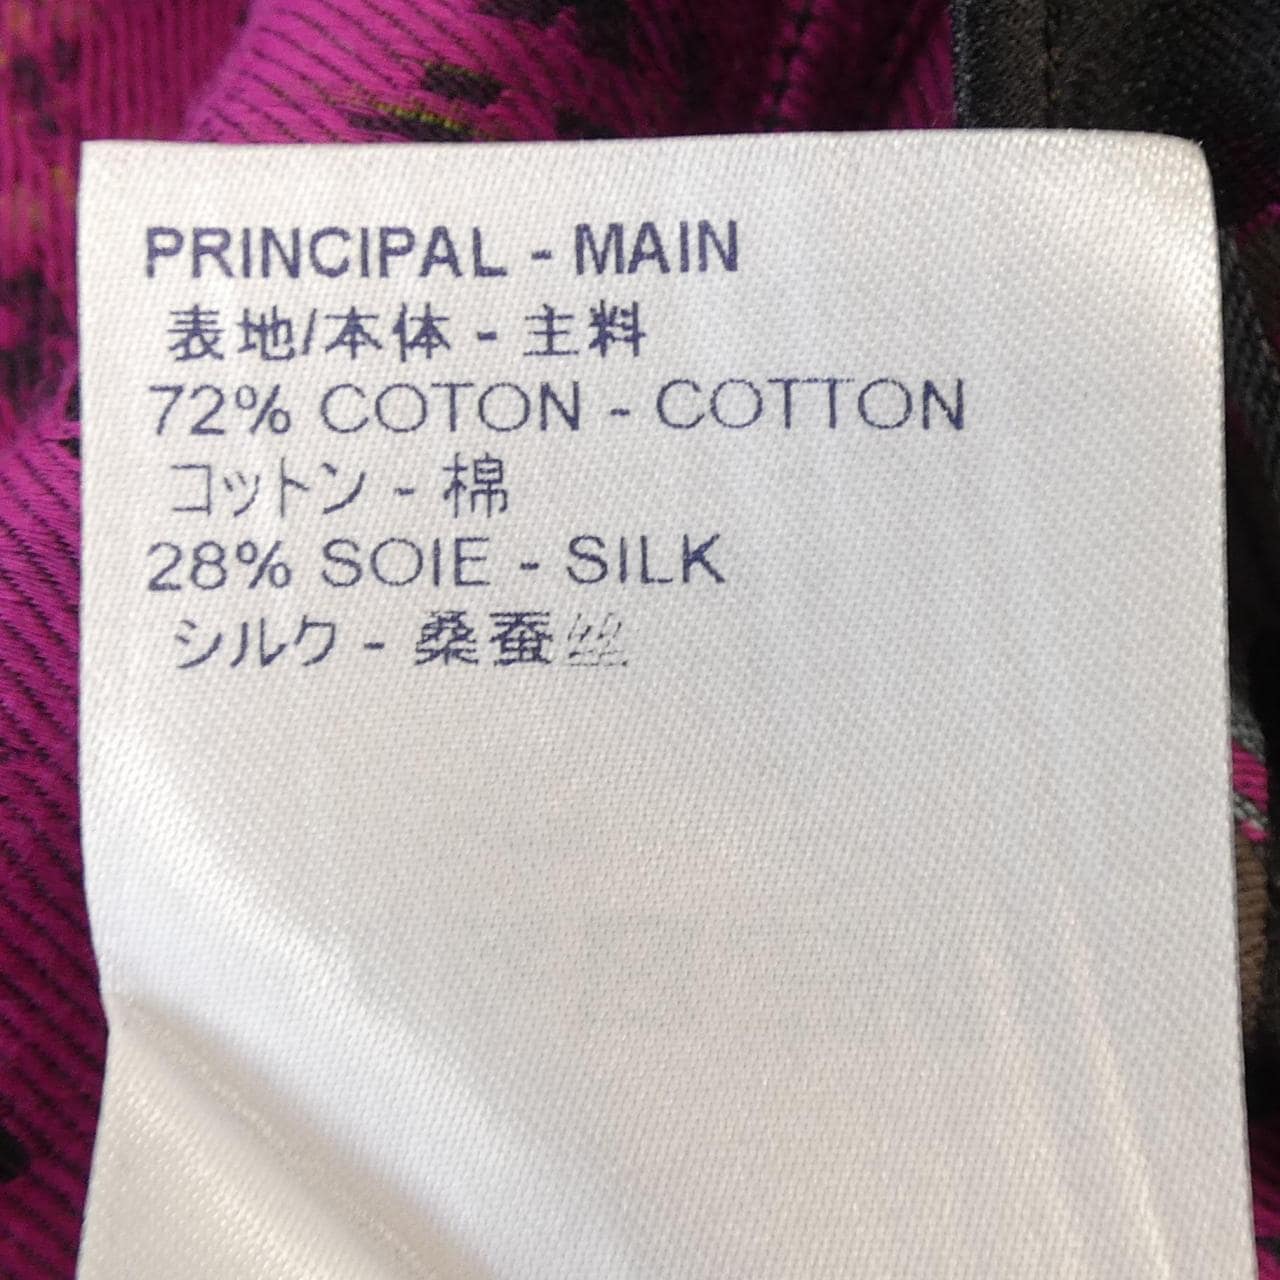 PRINCIPAL - MAIN
表地/本体 - 主料
72% COTON - COTTON
コットン - 棉
28% SOIE - SILK
シルク - 桑蚕丝